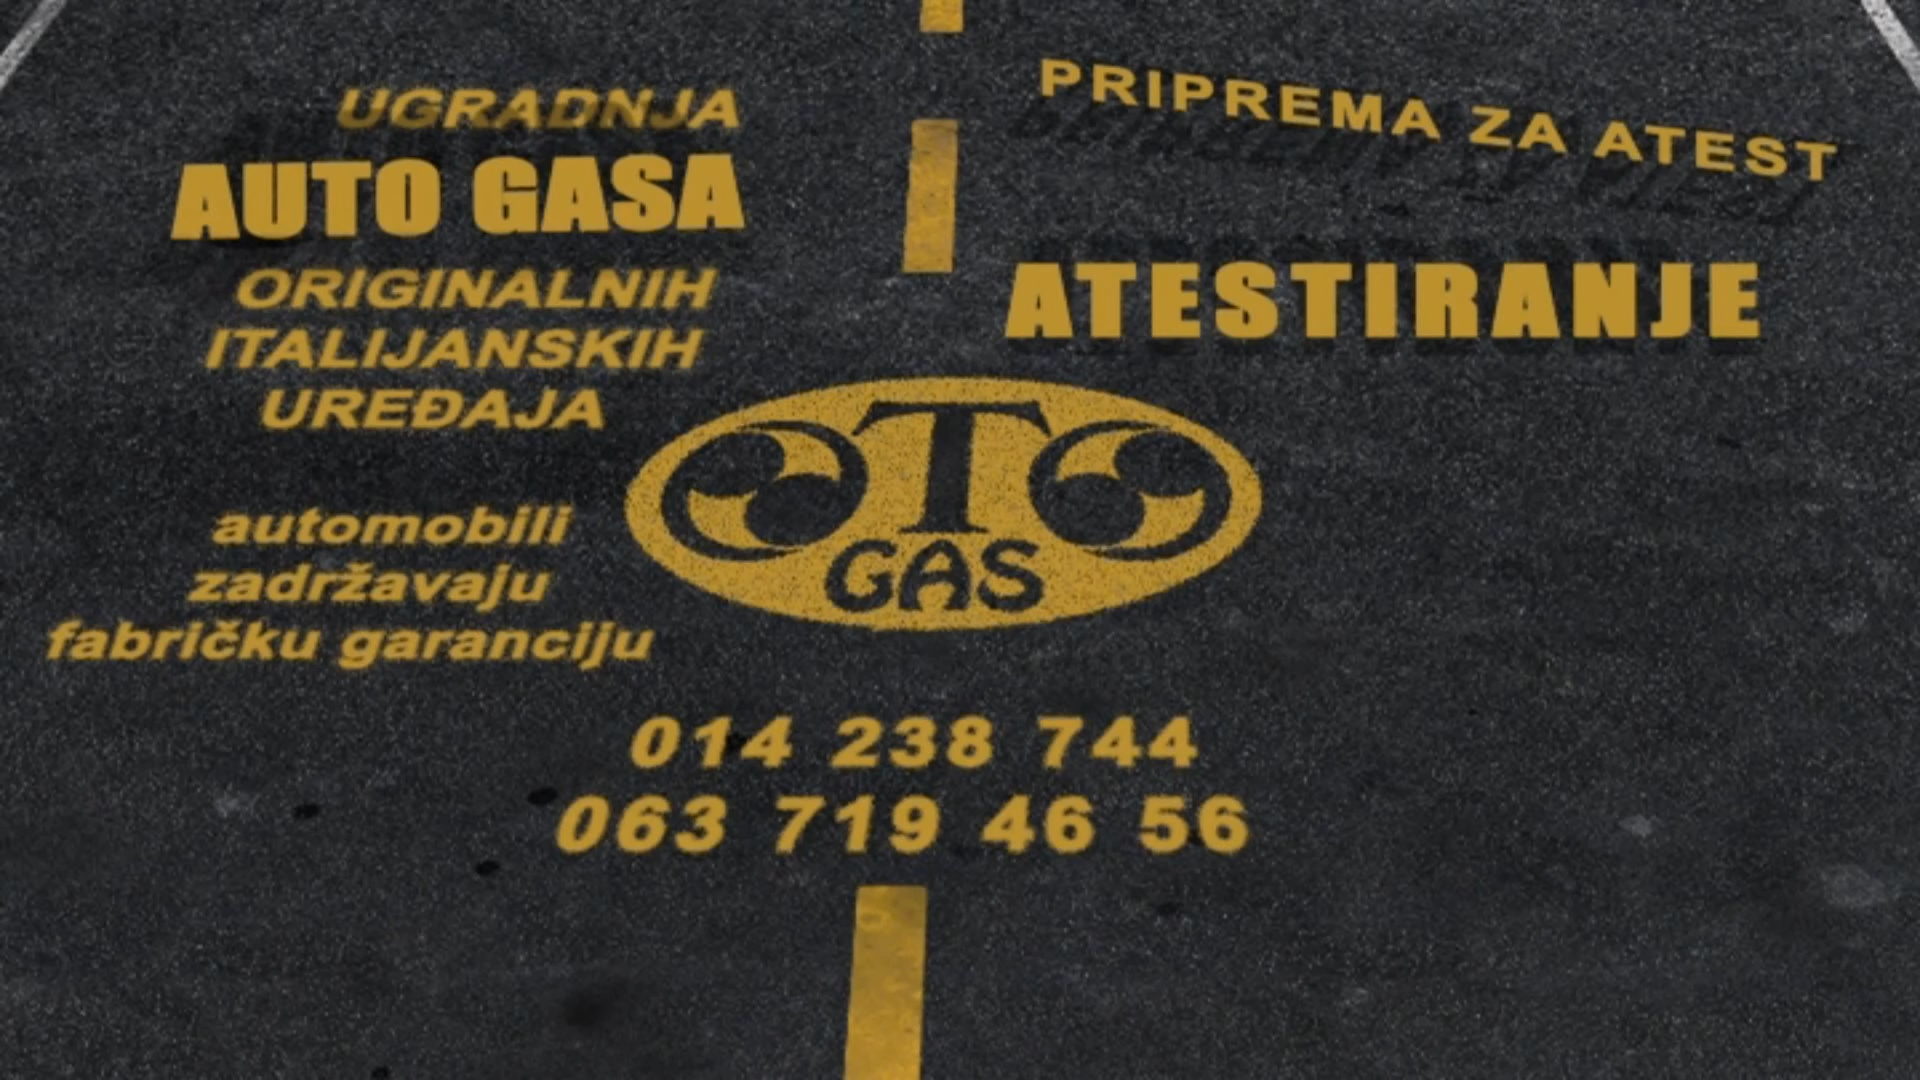 UGRADNJA
AUTO GASA
ORIGINALNIH
ITALIJANSKIH
UREĐAJA
automobili
zadržavaju
fabričku garanciju
PRIPREMA ZA ATEST
ATESTIRANJE
OTO
GAS
014 238 744
063 719 46 56